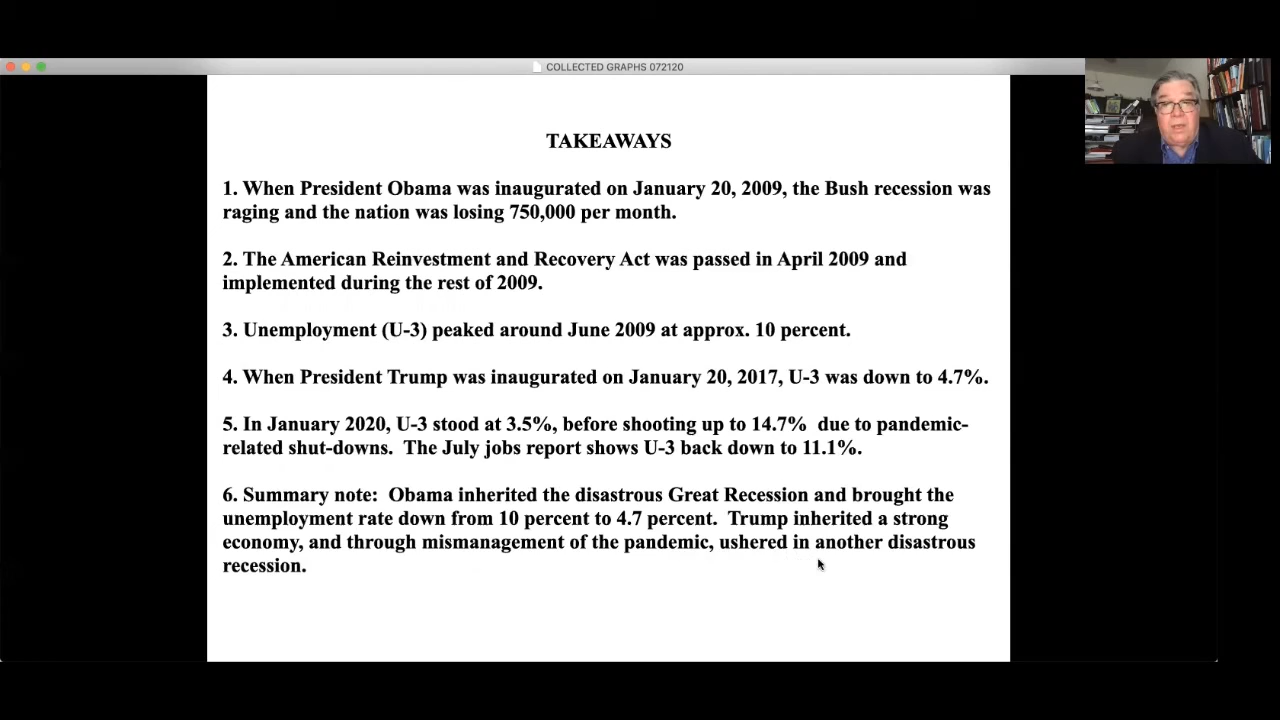 COLLECTED GRAPHS 072120
TAKEAWAYS
1. When President Obama was inaugurated on January 20, 2009, the Bush recession was
raging and the nation was losing 750,000 per month.
2. The American Reinvestment and Recovery Act was passed in April 2009 and
implemented during the rest of 2009.
3. Unemployment (U-3) peaked around June 2009 at approx. 10 percent.
4. When President Trump was inaugurated on January 20, 2017, U-3 was down to 4.7%.
5. In January 2020, U-3 stood at 3.5%, before shooting up to 14.7%  due to pandemic-
related shut-downs.  The July jobs report shows U-3 back down to 11.1%.
6. Summary note:  Obama inherited the disastrous Great Recession and brought the
unemployment rate down from 10 percent to 4.7 percent.  Trump inherited a strong
economy, and through mismanagement of the pandemic, ushered in another disastrous
recession.